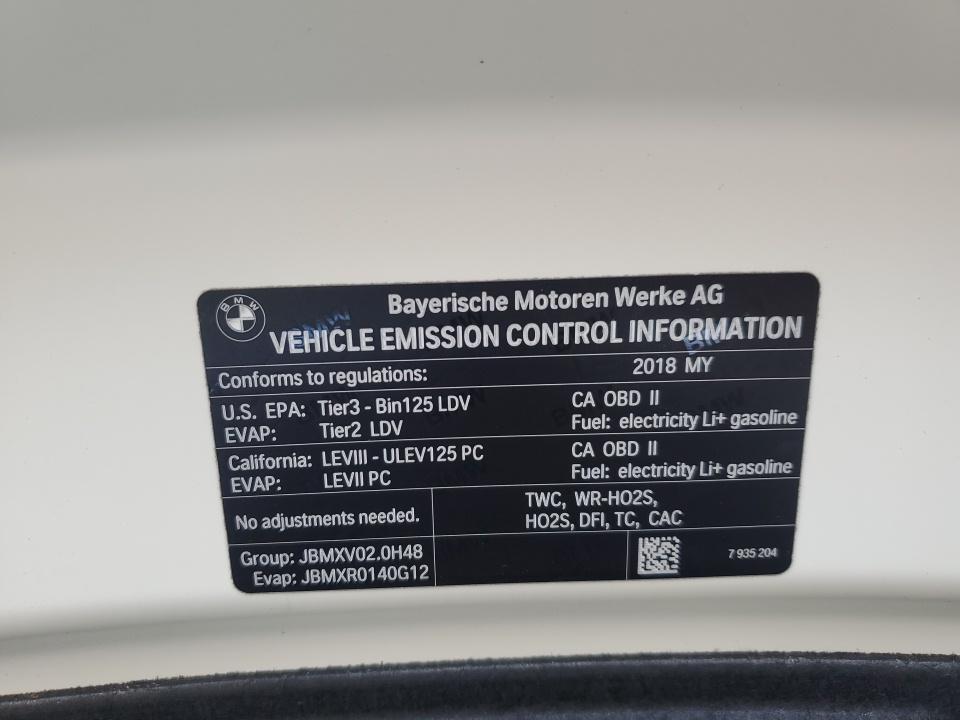 BMW
Bayerische Motoren Werke AG
VEHICLE EMISSION CONTROL INFORMATION
Conforms to regulations: 2018 MY
U.S. EPA: Tier3 - Bin125 LDV CA OBD II
EVAP: Tier2 LDV Fuel: electricity Li+ gasoline
California: LEVIII - ULEV125 PC CA OBD II
EVAP: LEVII PC Fuel: electricity Li+ gasoline
No adjustments needed.
TWC, WR-HO2S,
HO2S, DFI, TC, CAC
Group: JBMXV02.0H48
Evap: JBMXR0140G12
7 935 204